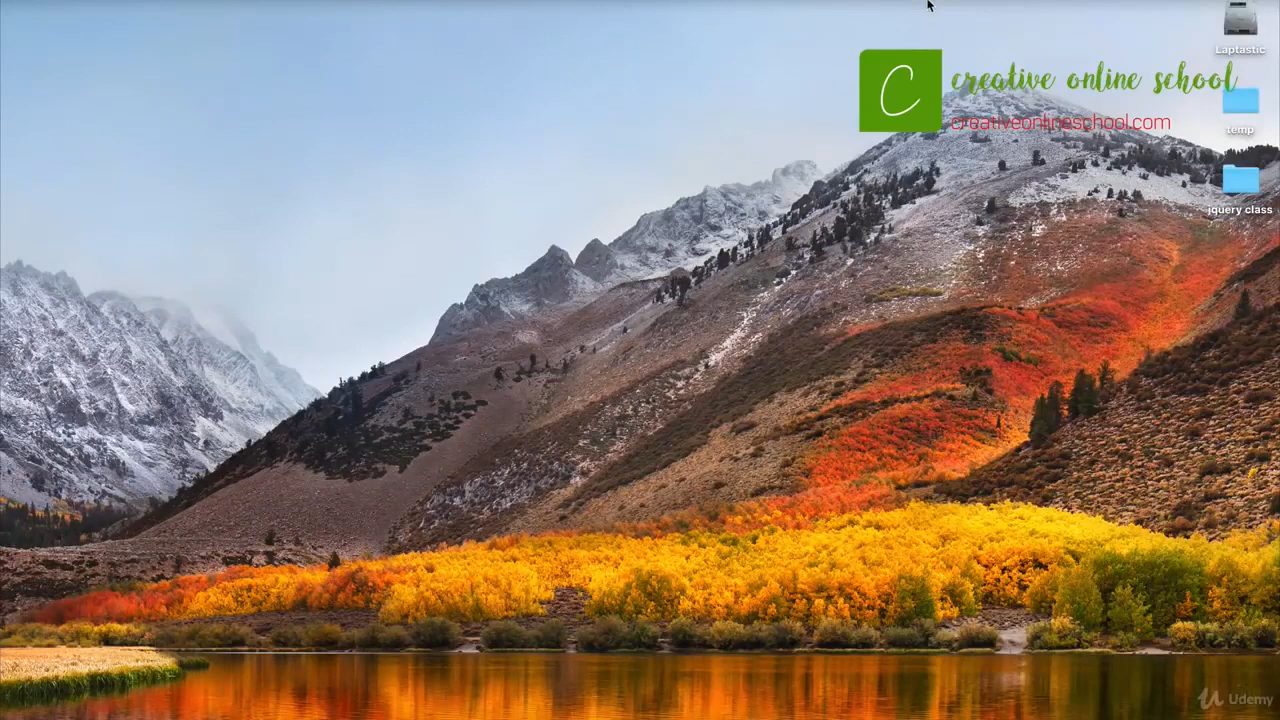 Laptastic
C
creative online school
creativeonlineschool.com
temp
jquery class
Udemy